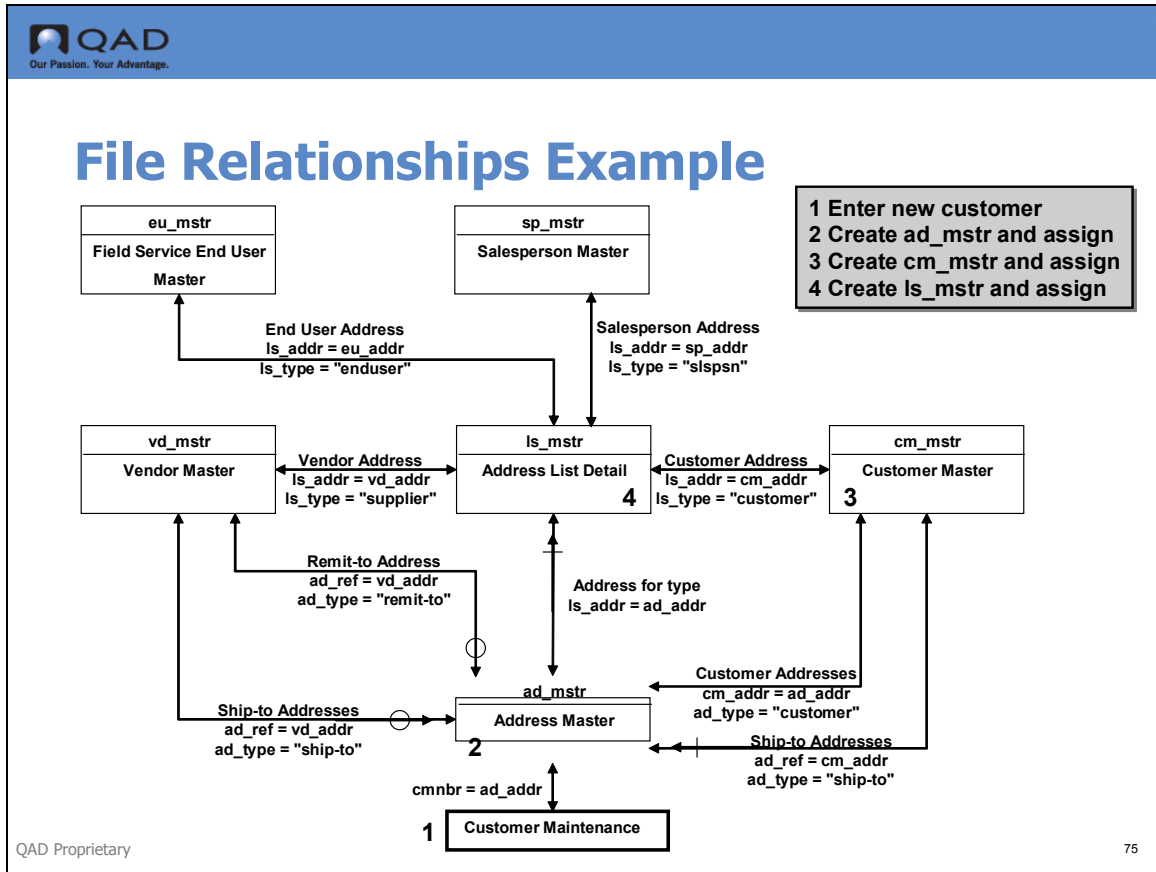 QAD
Our Passion. Your Advantage.
File Relationships Example
1 Enter new customer
2 Create ad_mstr and assign
3 Create cm_mstr and assign
4 Create ls_mstr and assign
eu_mstr
Field Service End User
Master
sp_mstr
Salesperson Master
End User Address
ls_addr = eu_addr
ls_type = "enduser"
Salesperson Address
ls_addr = sp_addr
ls_type = "slspsn"
vd_mstr
Vendor Master
Vendor Address
ls_addr = vd_addr
ls_type = "supplier"
ls_mstr
Address List Detail
4
Customer Address
ls_addr = cm_addr
ls_type = "customer"
cm_mstr
Customer Master
3
Remit-to Address
ad_ref = vd_addr
ad_type = "remit-to"
Address for type
ls_addr = ad_addr
Ship-to Addresses
ad_ref = vd_addr
ad_type = "ship-to"
ad_mstr
Address Master
2
Customer Addresses
cm_addr = ad_addr
ad_type = "customer"
Ship-to Addresses
ad_ref = cm_addr
ad_type = "ship-to"
cmnbr = ad_addr
1
Customer Maintenance
QAD Proprietary
75